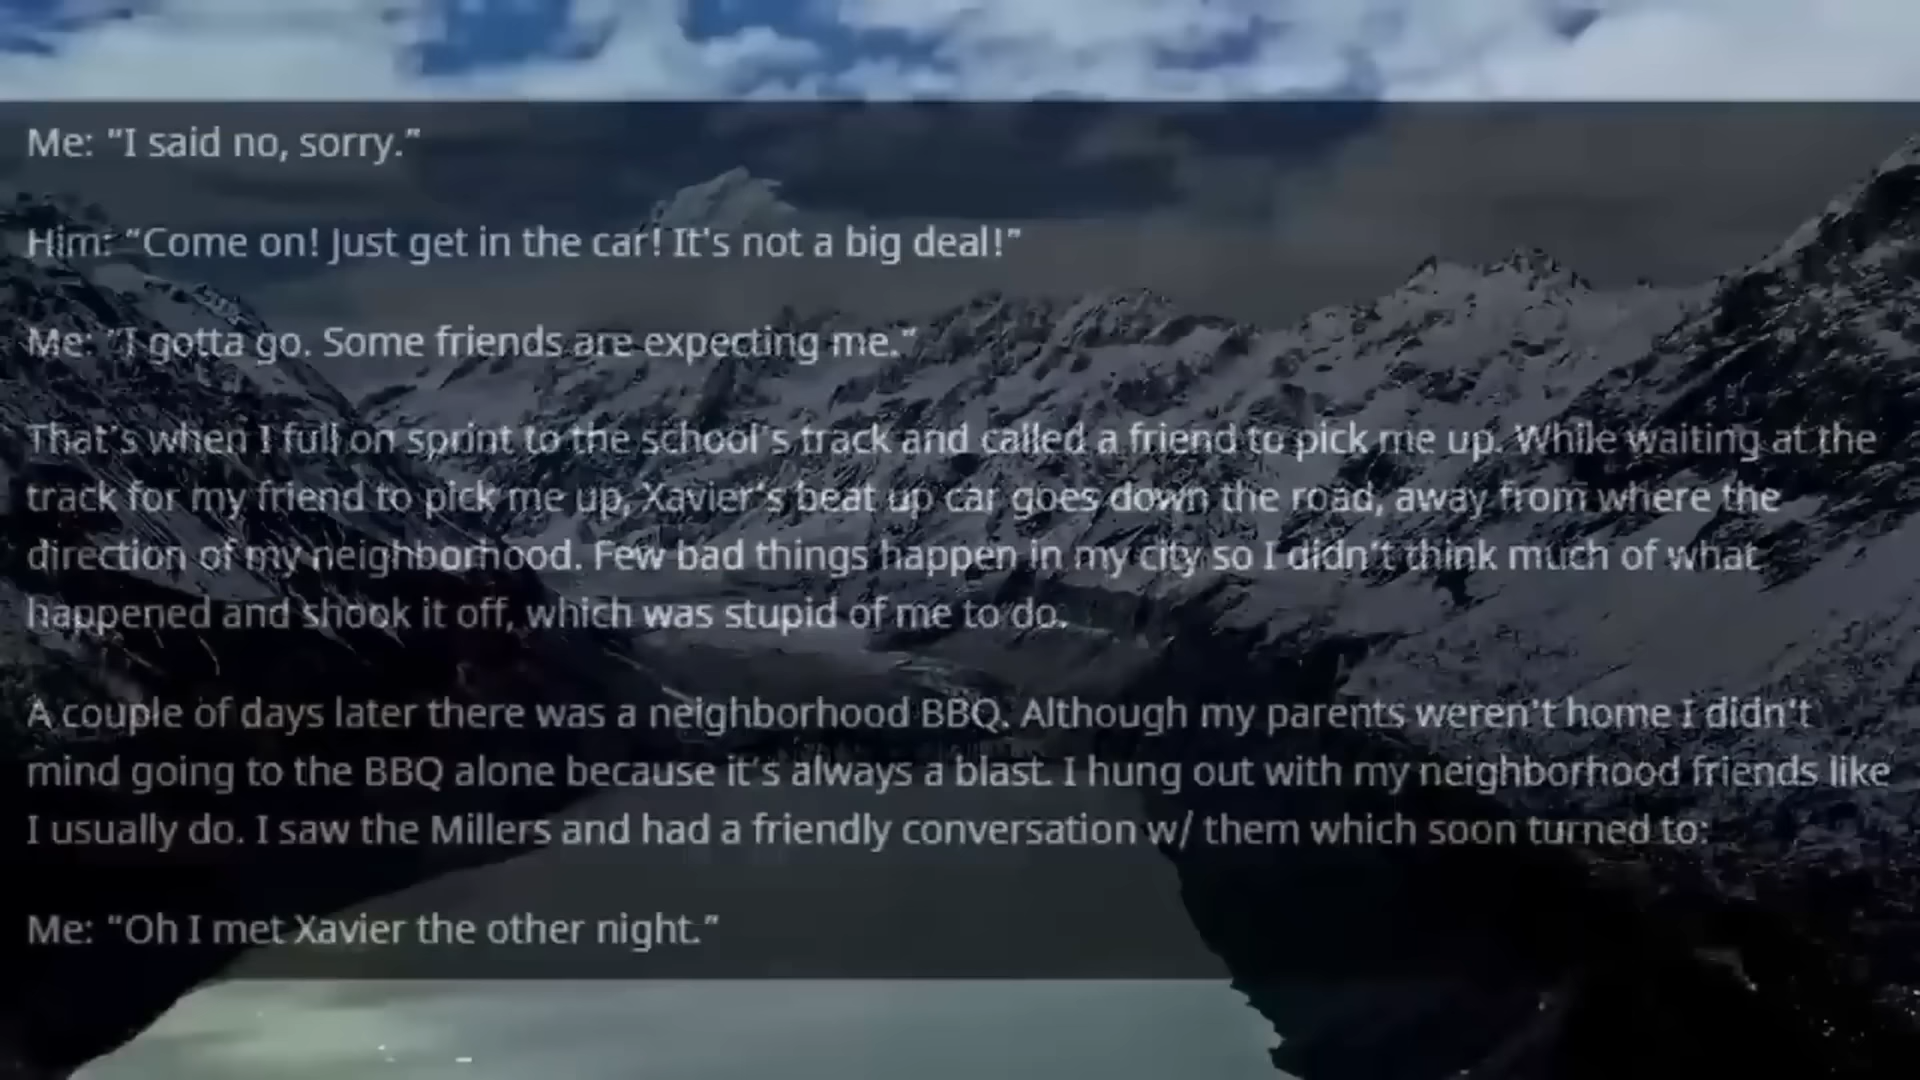 Me: “I said no, sorry.”
Him: “Come on! Just get in the car! It's not a big deal!”
Me: “I gotta go. Some friends are expecting me.”
That's when I full on sprint to the school's track and called a friend to pick me up. While waiting at the
track for my friend to pick me up, Xavier's beat up car goes down the road, away from where the
direction of my neighborhood. Few bad things happen in my city so I didn't think much of what
happened and shook it off, which was stupid of me to do.
A couple of days later there was a neighborhood BBQ. Although my parents weren't home I didn't
mind going to the BBQ alone because it's always a blast. I hung out with my neighborhood friends like
I usually do. I saw the Millers and had a friendly conversation w/ them which soon turned to:
Me: “Oh I met Xavier the other night.”